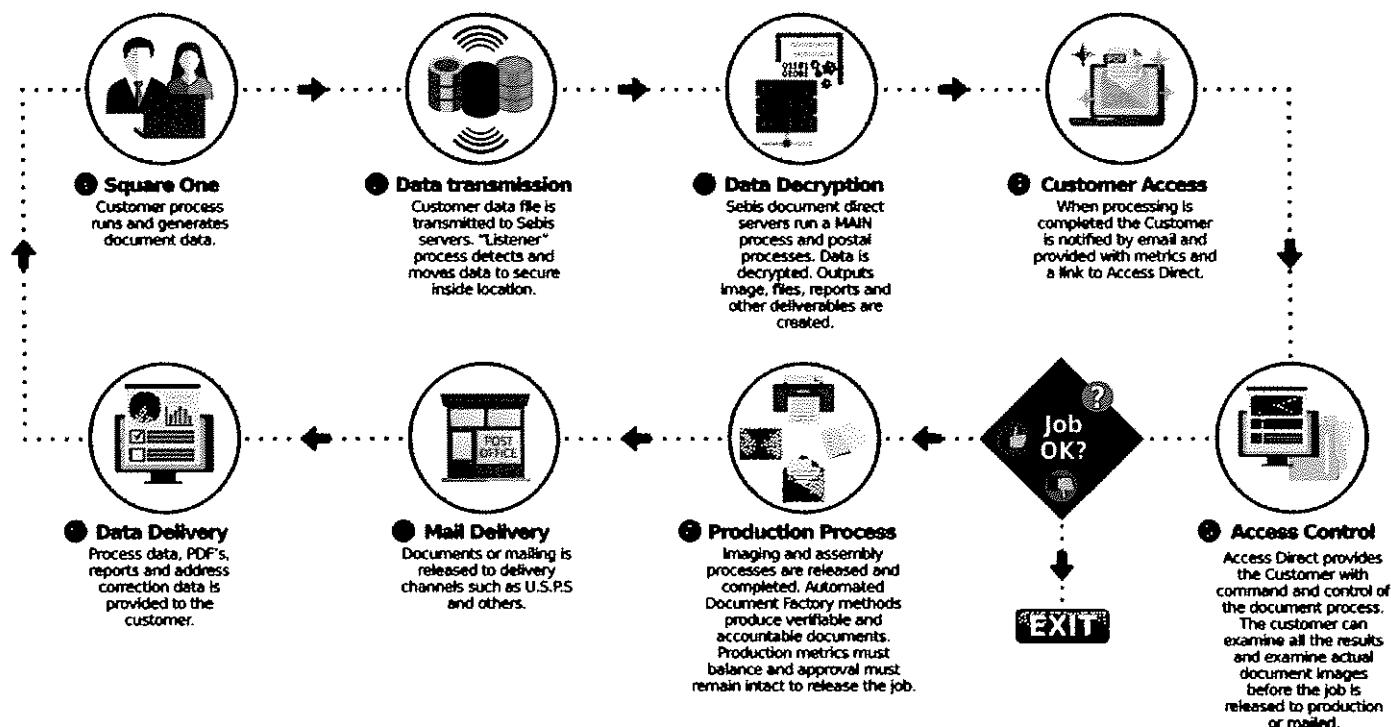 Square One
Customer process
runs and generates
document data.
Data transmission
Customer data file is
transmitted to Sebis
servers. "Listener"
process detects and
moves data to secure
inside location.
Data Decryption
Sebis document direct
servers run a MAIN
process and postal
processes. Data is
decrypted. Outputs
image, files, reports and
other deliverables are
created.
Customer Access
When processing is
completed the Customer
is notified by email and
provided with metrics and
a link to Access Direct.
Access Control
Access Direct provides
the Customer with
command and control of
the document process.
The customer can
examine all the results
and examine actual
document images
before the job is
released to production
or mailed.
?
Job
OK?
EXIT
Production Process
Imaging and assembly
processes are released and
completed. Automated
Document Factory methods
produce verifiable and
accountable documents.
Production metrics must
balance and approval must
remain intact to release the job.
POST
OFFICE
Mail Delivery
Documents or mailing is
released to delivery
channels such as U.S.P.S
and others.
Data Delivery
Process data, PDF's,
reports and address
correction data is
provided to the
customer.